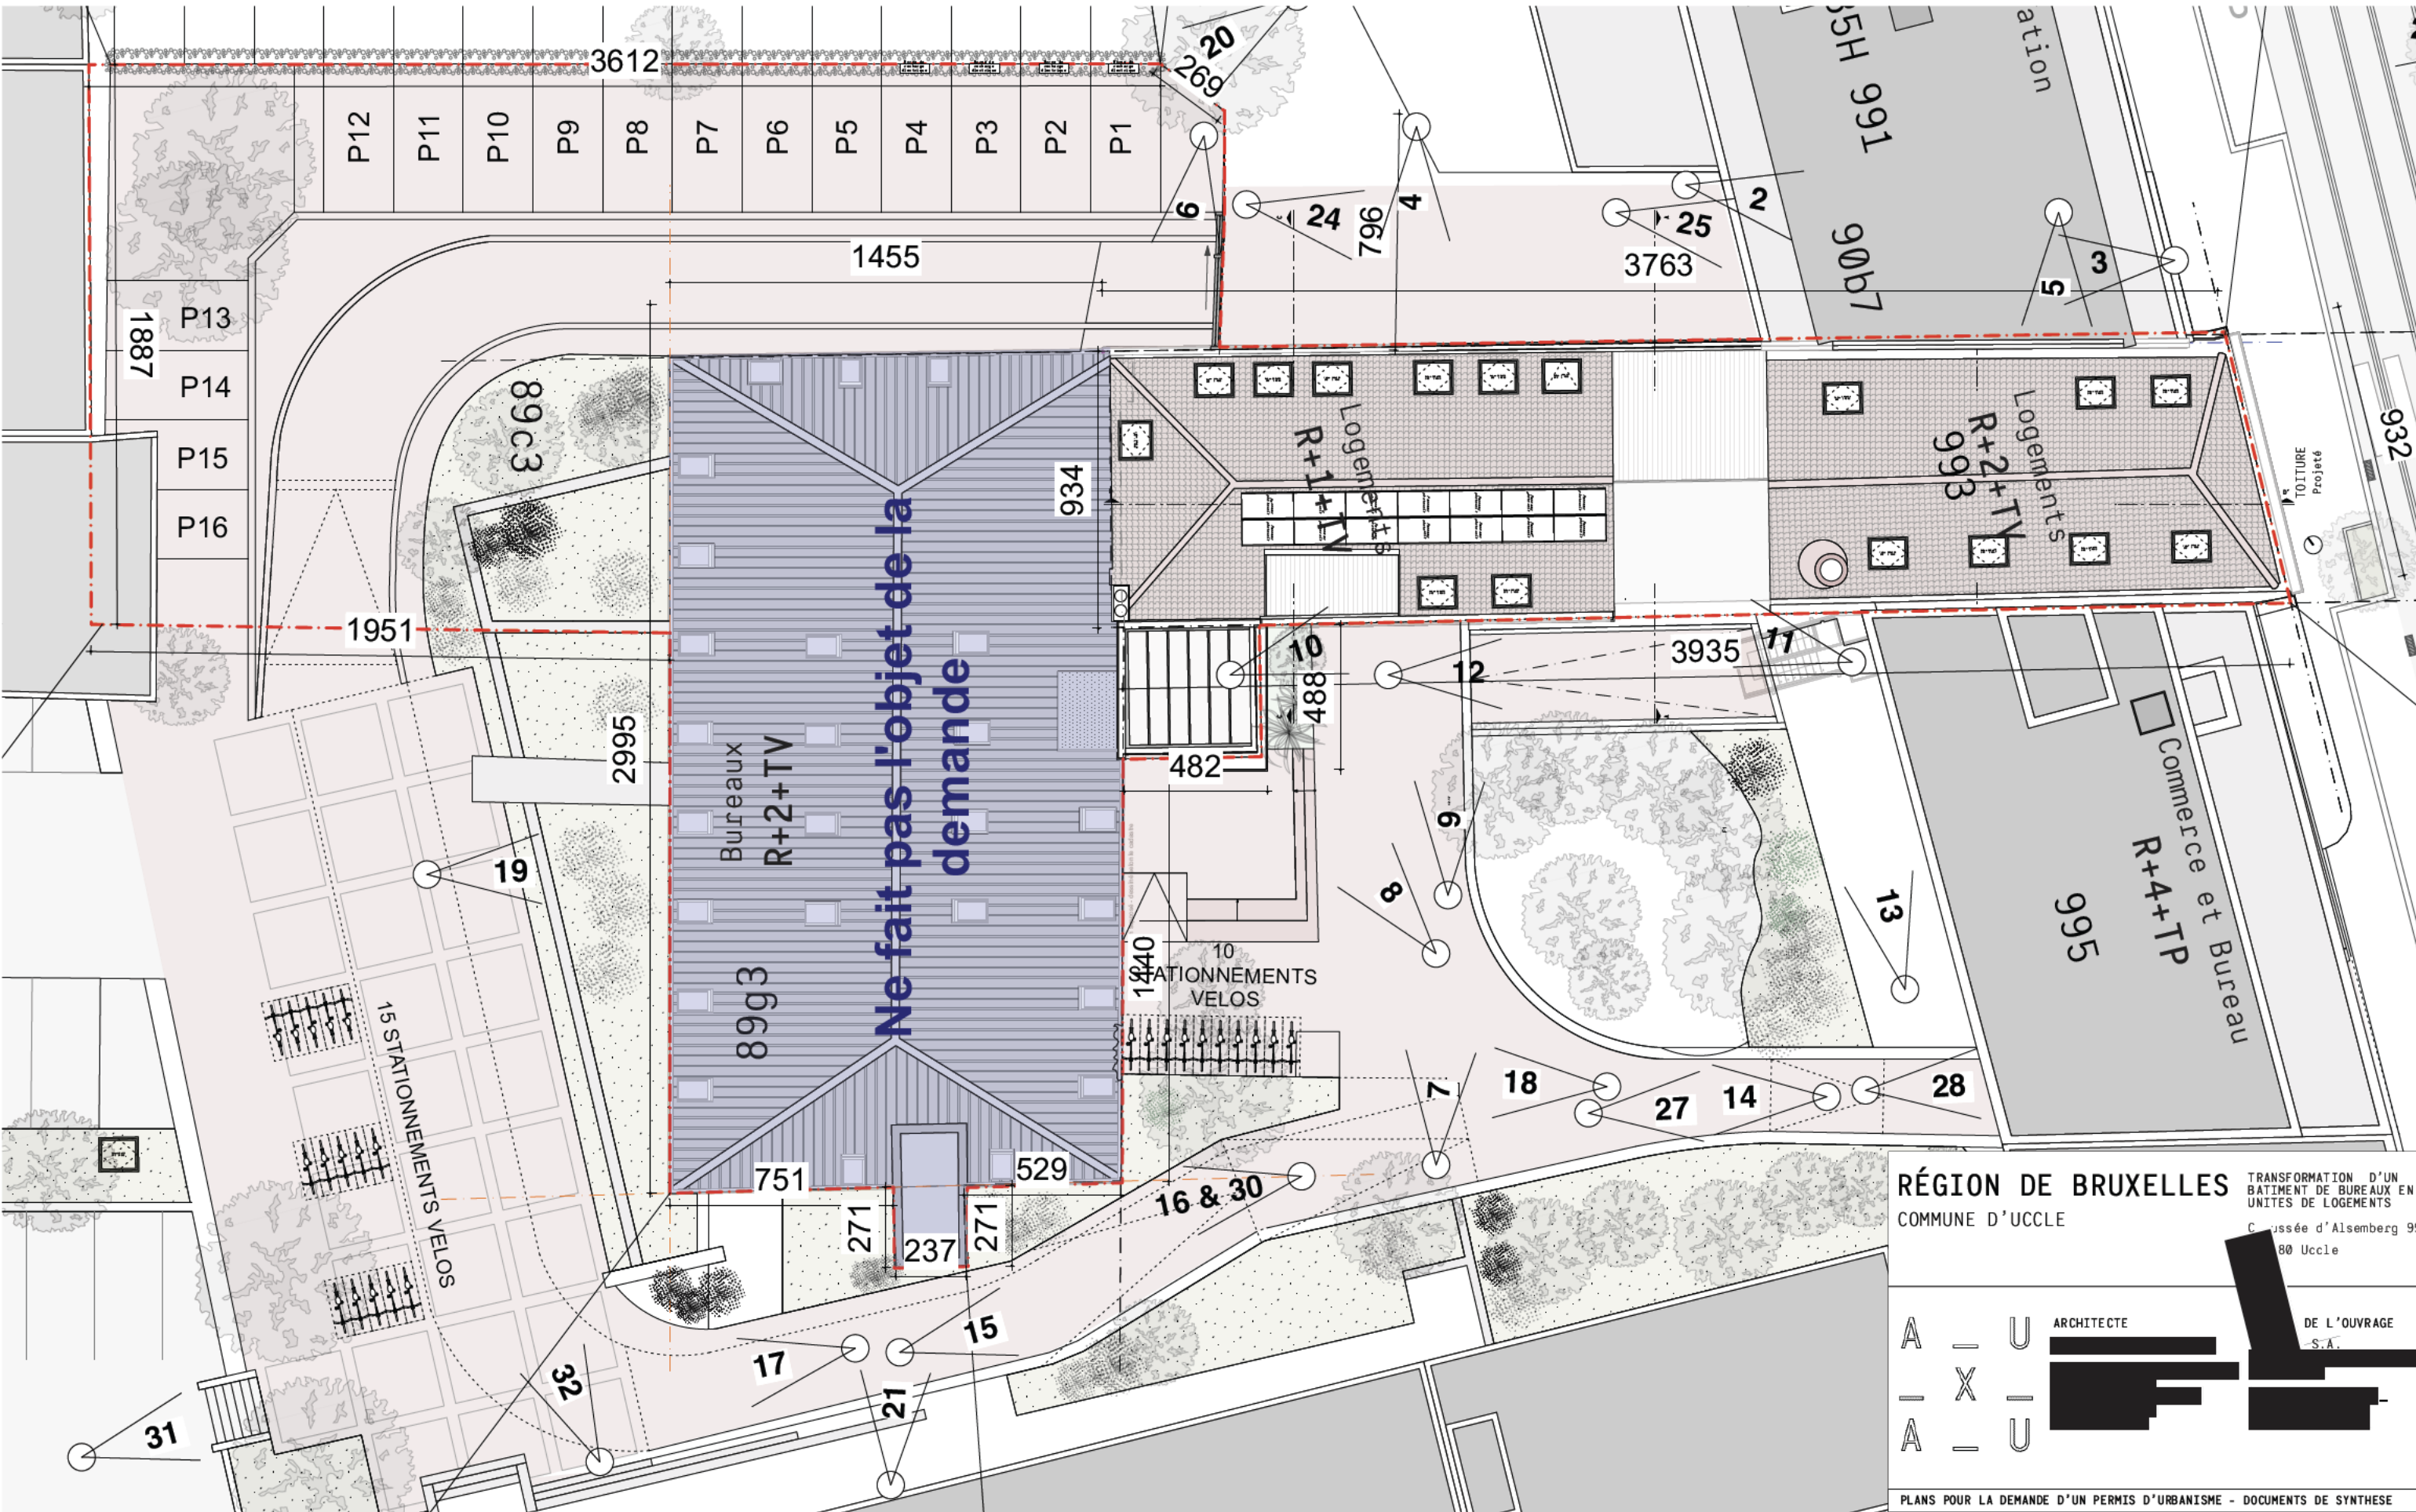 3612
20
269
P12
P11
P10
P9
P8
P7
P6
P5
P4
P3
P2
P1
6
24
796
4
25
2
3763
991
90b7
ation
5
3
1455
P13
P14
P15
P16
1887
89c3
934
Logements
R+1+TV
Logements
R+2+TV
993
TOITURE
Projeté
932
1951
2995
Bureaux
R+2+TV
89g3
Ne fait pas l'objet de la
demande
10
488
12
11
3935
482
9
8
13
Commerce et Bureau
R+4+TP
995
19
1440
10
STATIONNEMENTS
VELOS
15 STATIONNEMENTS VELOS
7
18
27
14
28
16 & 30
751
529
271
237
271
15
17
21
32
31
RÉGION DE BRUXELLES
COMMUNE D'UCCLE
TRANSFORMATION D'UN
BATIMENT DE BUREAUX EN
UNITES DE LOGEMENTS
d'Alsemberg
80 Uccle
A _ U
_ X _
A _ U
ARCHITECTE
DE L'OUVRAGE
S.A.
PLANS POUR LA DEMANDE D'UN PERMIS D'URBANISME - DOCUMENTS DE SYNTHESE